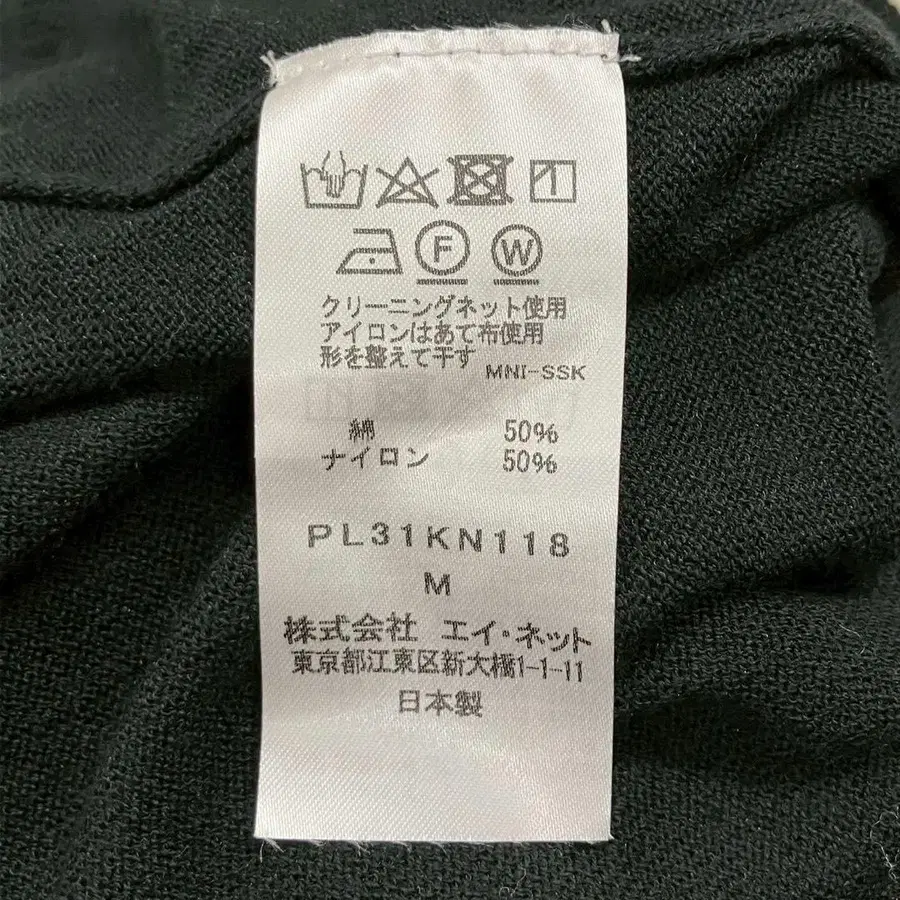 F W
クリーニングネット使用
アイロンはあて布使用
形を整えて干す
MNI-SSK
綿 50%
ナイロン 50%
PL31KN118
M
株式会社 エイ・ネット
東京都江東区新大橋1-1-11
日本製